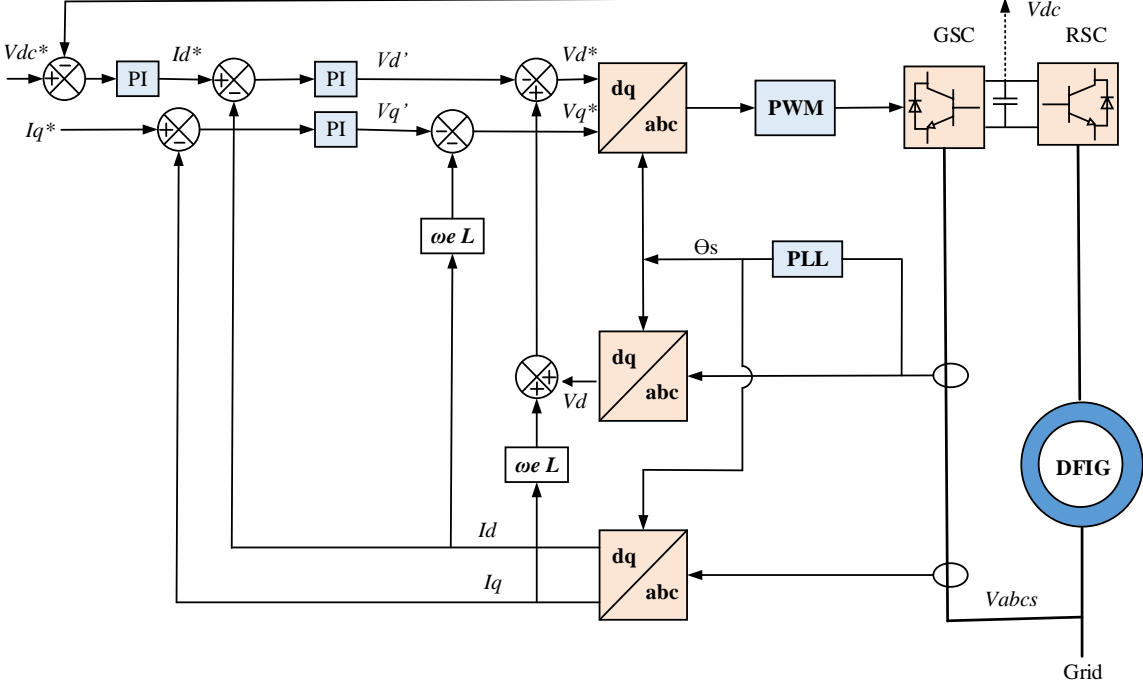 Vdc
GSC
RSC
Vdc*
Id*
Vd’
Vd*
PI
PI
dq
abc
PWM
Iq*
Vq’
Vq*
PI
ωe L
ϴs
PLL
dq
abc
Vd
ωe L
DFIG
Id
dq
abc
Iq
Vabcs
Grid